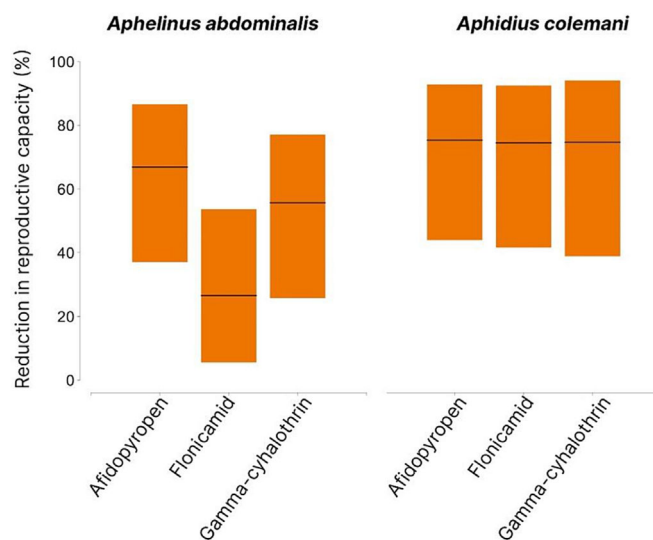 Aphelinus abdominalis
Aphidius colemani
Reduction in reproductive capacity (%)
100
80
60
40
20
0
Afidopyropen
Flonicamid
Gamma-cyhalothrin
Afidopyropen
Flonicamid
Gamma-cyhalothrin